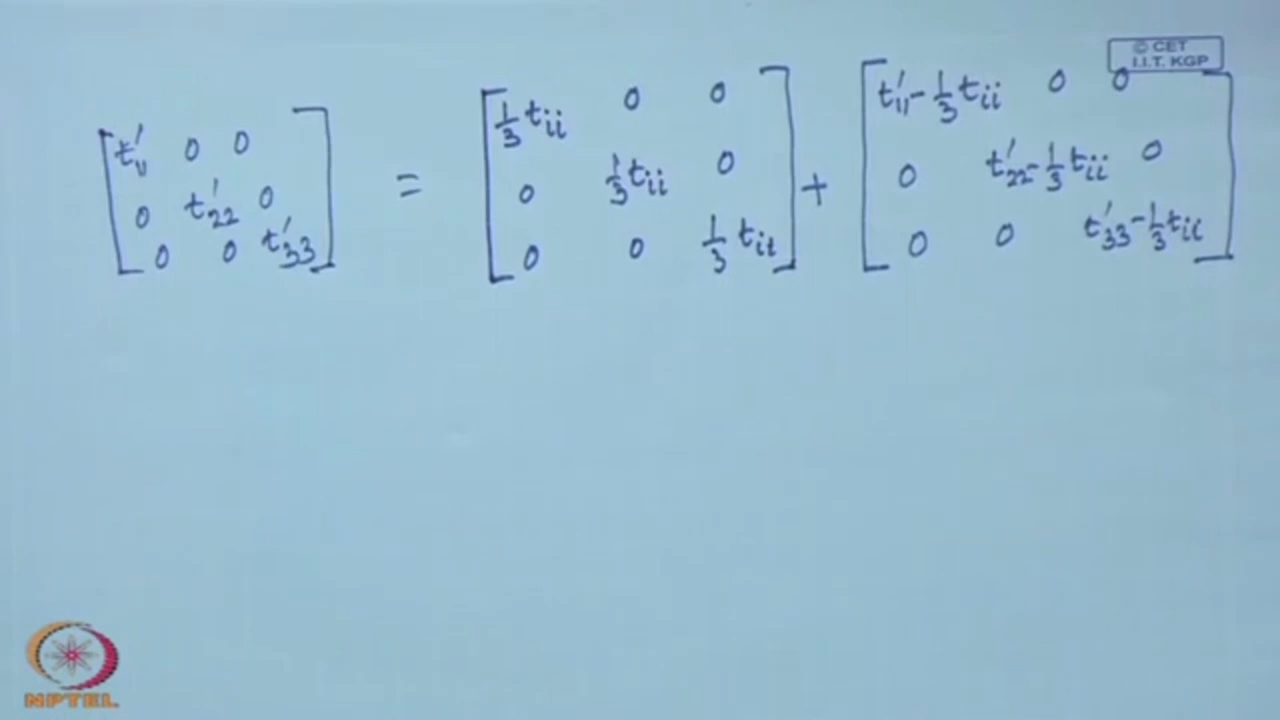 © CET
I.I.T. KGP
[t'₁₁ 0 0; 0 t'₂₂ 0; 0 0 t'₃₃] = [⅓ tᵢᵢ 0 0; 0 ⅓ tᵢᵢ 0; 0 0 ⅓ tᵢᵢ] + [t'₁₁ - ⅓ tᵢᵢ 0 0; 0 t'₂₂ - ⅓ tᵢᵢ 0; 0 0 t'₃₃ - ⅓ tᵢᵢ]
NPTEL